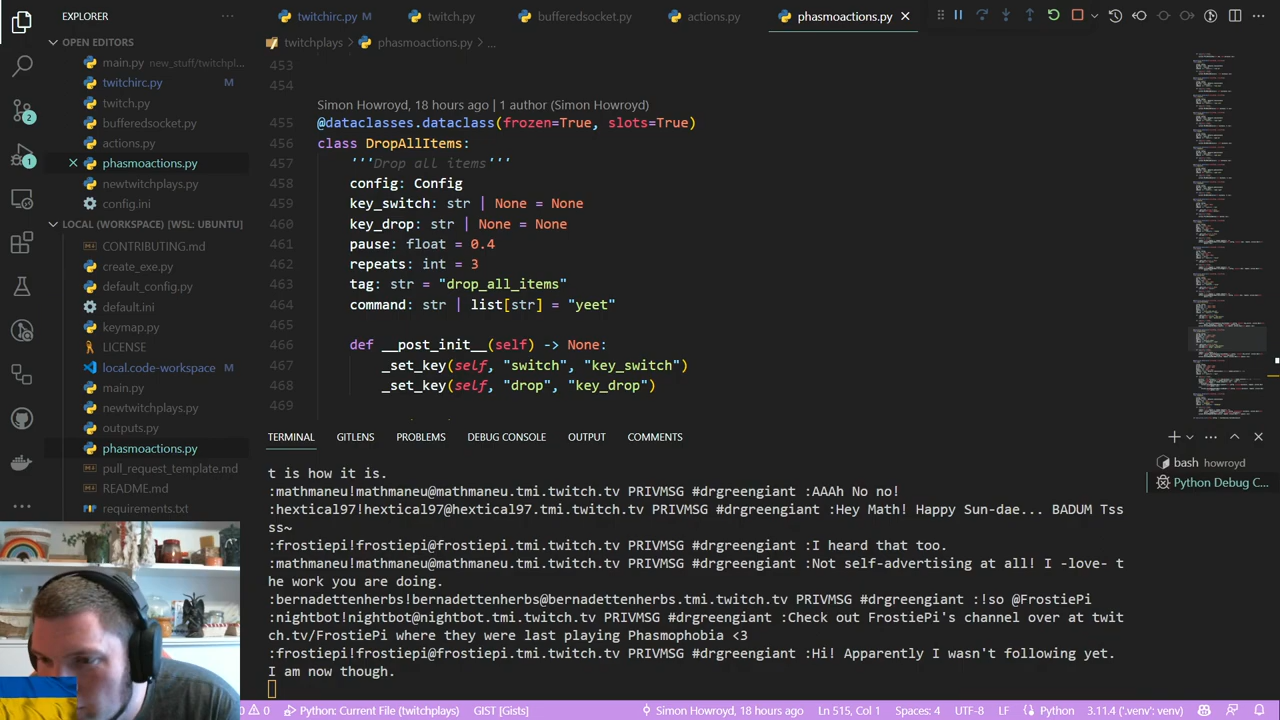 EXPLORER
OPEN EDITORS
main.py new_stuff/twitchpl...
twitchirc.py M
twitch.py
bufferedsocket.py
actions.py
phasmoactions.py
newtwitchplays.py
config.ini
LOCAL (WORKSPACE) [WSL: UBUNTU]
CONTRIBUTING.md
create_exe.py
default_config.py
default.ini
keymap.py
LICENSE
local.code-workspace M
main.py
newtwitchplays.py
outputs.py
phasmoactions.py
pull_request_template.md
README.md
requirements.txt
2
1
twitchirc.py M
twitch.py
bufferedsocket.py
actions.py
phasmoactions.py
twitchplays > phasmoactions.py > ...
453
454
Simon Howroyd, 18 hours ago | 1 author (Simon Howroyd)
455 @dataclasses.dataclass(frozen=True, slots=True)
456 class DropAllItems:
457 '''Drop all items'''
458 config: Config
459 key_switch: str | None = None
460 key_drop: str | None = None
461 pause: float = 0.4
462 repeats: int = 3
463 tag: str = "drop_all_items"
464 command: str | list[str] = "yeet"
465
466 def __post_init__(self) -> None:
467 _set_key(self, "switch", "key_switch")
468 _set_key(self, "drop", "key_drop")
469
TERMINAL GITLENS PROBLEMS DEBUG CONSOLE OUTPUT COMMENTS
bash howroyd
Python Debug C...
t is how it is.
:mathmaneu!mathmaneu@mathmaneu.tmi.twitch.tv PRIVMSG #drgreengiant :AAAh No no!
:hextical97!hextical97@hextical97.tmi.twitch.tv PRIVMSG #drgreengiant :Hey Math! Happy Sun-dae... BADUM Tss
ss~
:frostiepi!frostiepi@frostiepi.tmi.twitch.tv PRIVMSG #drgreengiant :I heard that too.
:mathmaneu!mathmaneu@mathmaneu.tmi.twitch.tv PRIVMSG #drgreengiant :Not self-advertising at all! I -love- t
he work you are doing.
:bernadettenherbs!bernadettenherbs@bernadettenherbs.tmi.twitch.tv PRIVMSG #drgreengiant :!so @FrostiePi
:nightbot!nightbot@nightbot.tmi.twitch.tv PRIVMSG #drgreengiant :Check out FrostiePi's channel over at twit
ch.tv/FrostiePi where they were last playing Phasmophobia <3
:frostiepi!frostiepi@frostiepi.tmi.twitch.tv PRIVMSG #drgreengiant :Hi! Apparently I wasn't following yet.
I am now though.
0 0 Python: Current File (twitchplays) GIST [Gists] Simon Howroyd, 18 hours ago Ln 515, Col 1 Spaces: 4 UTF-8 LF Python 3.11.4 ('.venv': venv)